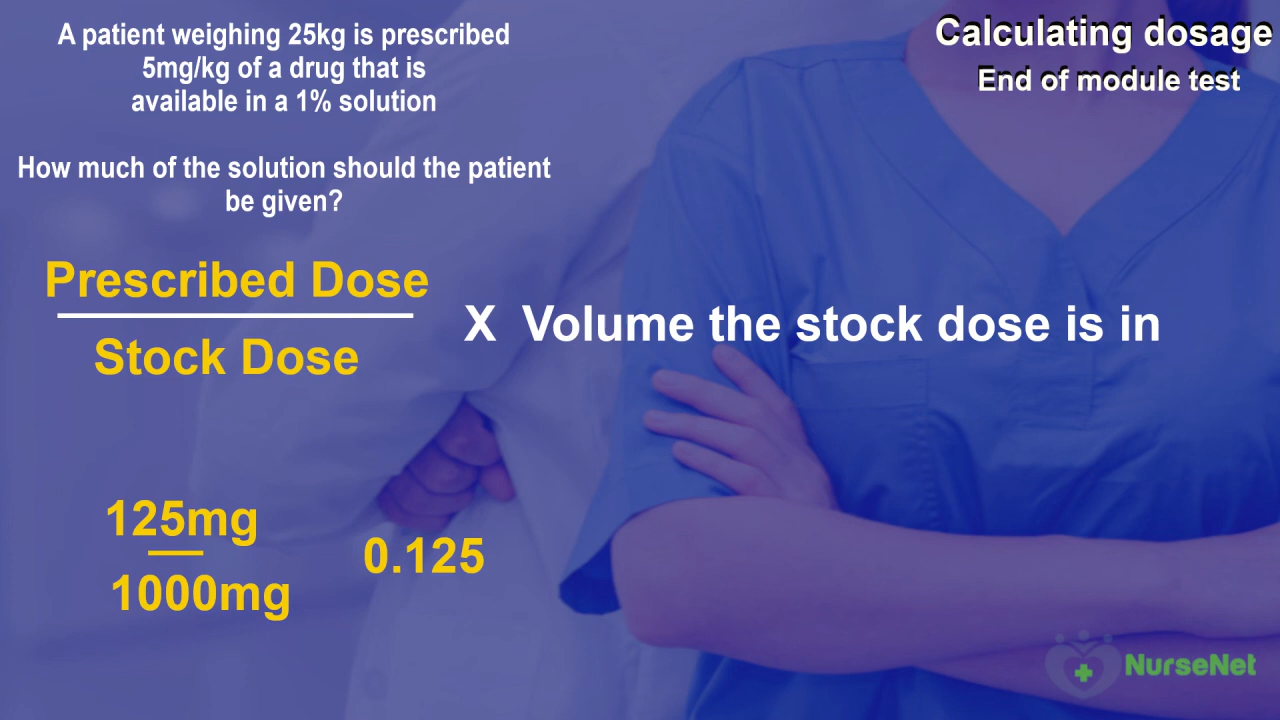 Calculating dosage
End of module test
A patient weighing 25kg is prescribed
5mg/kg of a drug that is
available in a 1% solution
How much of the solution should the patient
be given?
Prescribed Dose
Stock Dose
X Volume the stock dose is in
125mg
1000mg
0.125
NurseNet